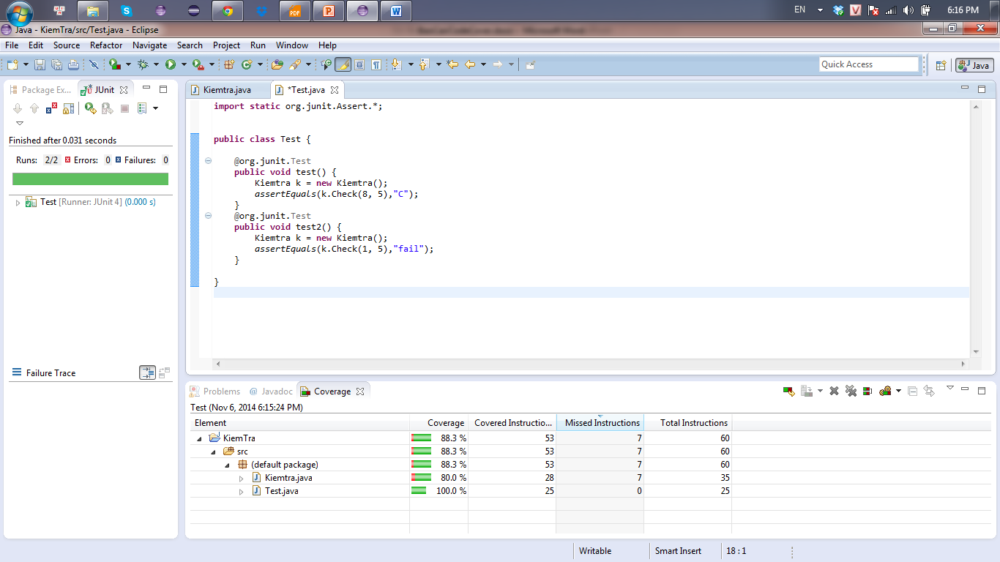 EN 6:16 PM
Java - KiemTra/src/Test.java - Eclipse
File Edit Source Refactor Navigate Search Project Run Window Help
Quick Access Java
Package Ex... JUnit
Finished after 0.031 seconds
Runs: 2/2 Errors: 0 Failures: 0
Test [Runner: JUnit 4] (0.000 s)
Failure Trace
Kiemtra.java *Test.java
import static org.junit.Assert.*;
public class Test {
@org.junit.Test
public void test() {
Kiemtra k = new Kiemtra();
assertEquals(k.Check(8, 5),"C");
}
@org.junit.Test
public void test2() {
Kiemtra k = new Kiemtra();
assertEquals(k.Check(1, 5),"fail");
}
}
Problems @ Javadoc Coverage
Test (Nov 6, 2014 6:15:24 PM)
Element Coverage Covered Instructio... Missed Instructions Total Instructions
KiemTra 88.3 % 53 7 60
src 88.3 % 53 7 60
(default package) 88.3 % 53 7 60
Kiemtra.java 80.0 % 28 7 35
Test.java 100.0 % 25 0 25
Writable Smart Insert 18 : 1